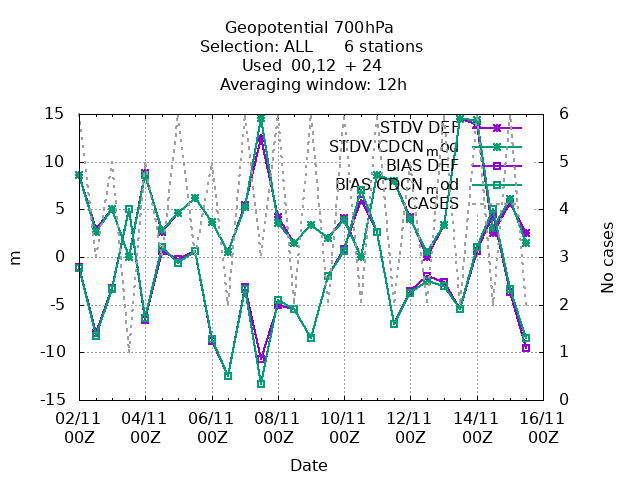 Geopotential 700hPa
Selection: ALL 6 stations
Used 00,12 + 24
Averaging window: 12h
STDV DEF
STDV CDCN_mod
BIAS DEF
BIAS CDCN_mod
CASES
15
10
5
0
-5
-10
-15
m
6
5
4
3
2
1
0
No cases
02/11 04/11 06/11 08/11 10/11 12/11 14/11 16/11
00Z 00Z 00Z 00Z 00Z 00Z 00Z 00Z
Date